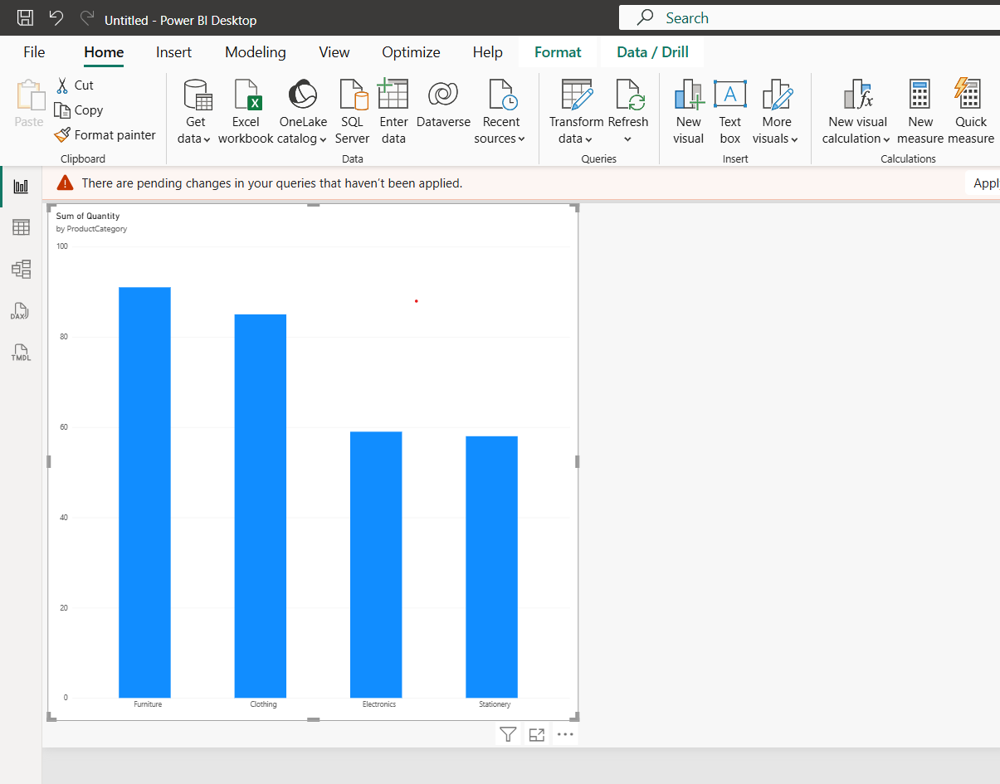 Untitled - Power BI Desktop
Search
File Home Insert Modeling View Optimize Help Format Data / Drill
Paste
Cut
Copy
Format painter
Clipboard
Get data
Excel workbook
OneLake catalog
SQL Server
Enter data
Dataverse
Recent sources
Data
Transform data
Refresh
Queries
New visual
Text box
A
More visuals
Insert
New visual calculation
fx
New measure
Quick measure
Calculations
There are pending changes in your queries that haven’t been applied.
Appl
DAX
TMDL
Sum of Quantity
by ProductCategory
100
80
60
40
20
0
Furniture Clothing Electronics Stationery